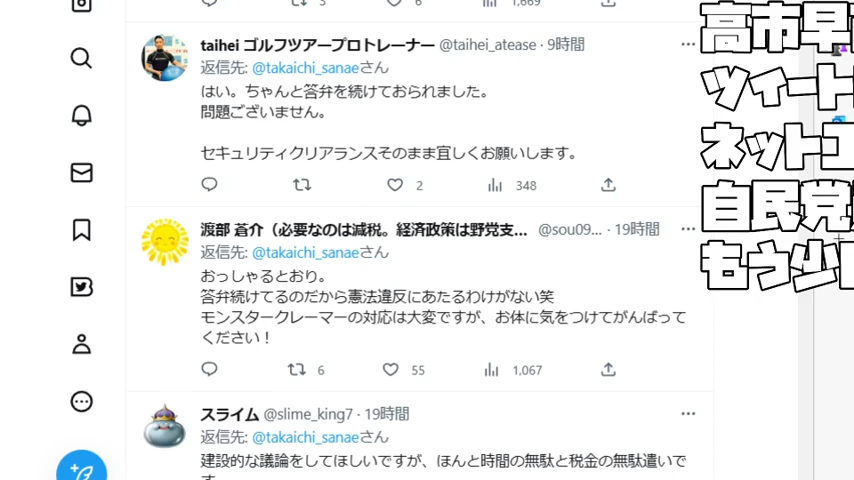 3
6
1,669
taihei ゴルフツアープロトレーナー @taihei_atease · 9時間
返信先: @takaichi_sanaeさん
はい。ちゃんと答弁を続けておられました。
問題ございません。
セキュリティクリアランスそのまま宜しくお願いします。
2
348
渡部 蒼介（必要なのは減税。経済政策は野党支... @sou09... · 19時間
返信先: @takaichi_sanaeさん
おっしゃるとおり。
答弁続けてるのだから憲法違反にあたるわけがない笑
モンスタークレーマーの対応は大変ですが、お体に気をつけてがんばって
ください！
6
55
1,067
スライム @slime_king7 · 19時間
返信先: @takaichi_sanaeさん
建設的な議論をしてほしいですが、ほんと時間の無駄と税金の無駄遣いで
す
高市早
ツイート
ネット工
自民党
もう少し